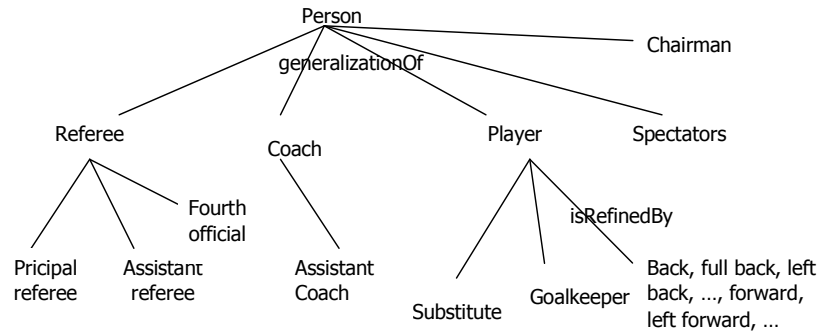 Person
Chairman
generalizationOf
Referee
Coach
Player
Spectators
Fourth
official
isRefinedBy
Pricipal
referee
Assistant
referee
Assistant
Coach
Substitute
Goalkeeper
Back, full back, left
back, ..., forward,
left forward, ...